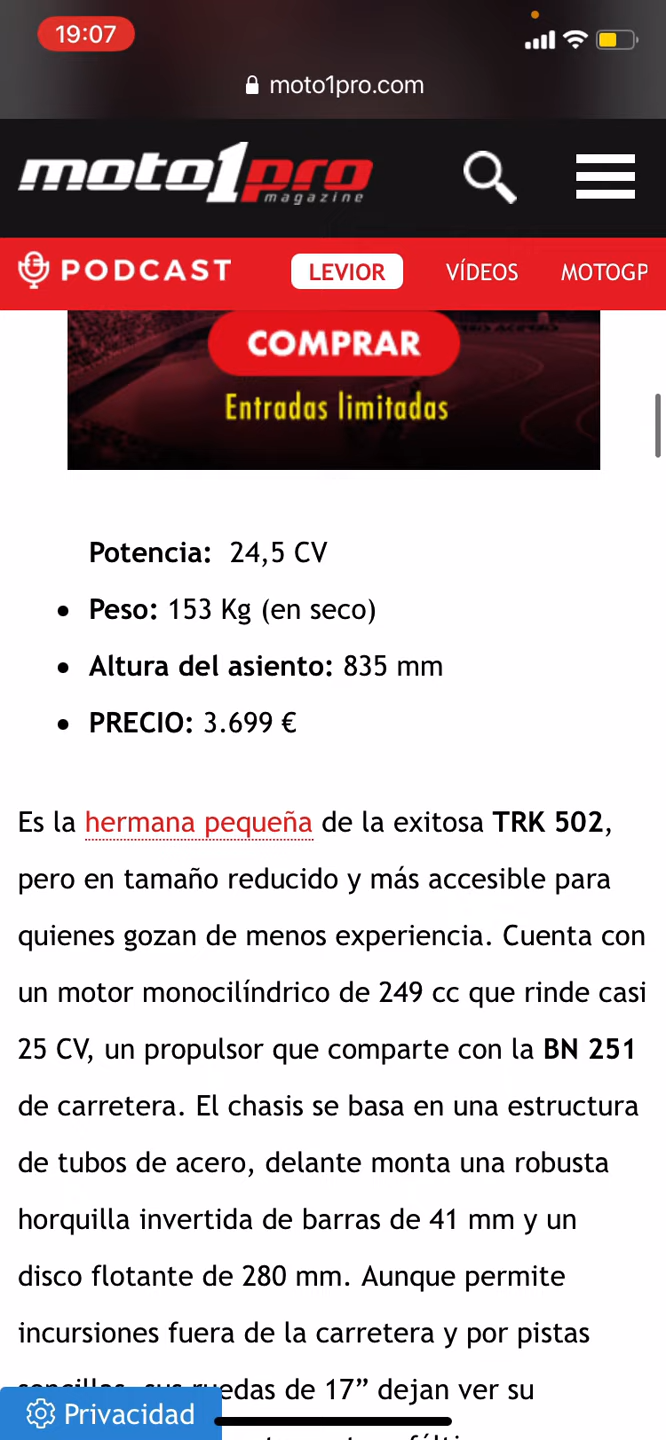 19:07
moto1pro.com
moto1pro
magazine
PODCAST LEVIOR VÍDEOS MOTOGP
COMPRAR
Entradas limitadas
Potencia: 24,5 CV
• Peso: 153 Kg (en seco)
• Altura del asiento: 835 mm
• PRECIO: 3.699 €
Es la hermana pequeña de la exitosa TRK 502,
pero en tamaño reducido y más accesible para
quienes gozan de menos experiencia. Cuenta con
un motor monocilíndrico de 249 cc que rinde casi
25 CV, un propulsor que comparte con la BN 251
de carretera. El chasis se basa en una estructura
de tubos de acero, delante monta una robusta
horquilla invertida de barras de 41 mm y un
disco flotante de 280 mm. Aunque permite
incursiones fuera de la carretera y por pistas
sencillas, sus ruedas de 17” dejan ver su
Privacidad